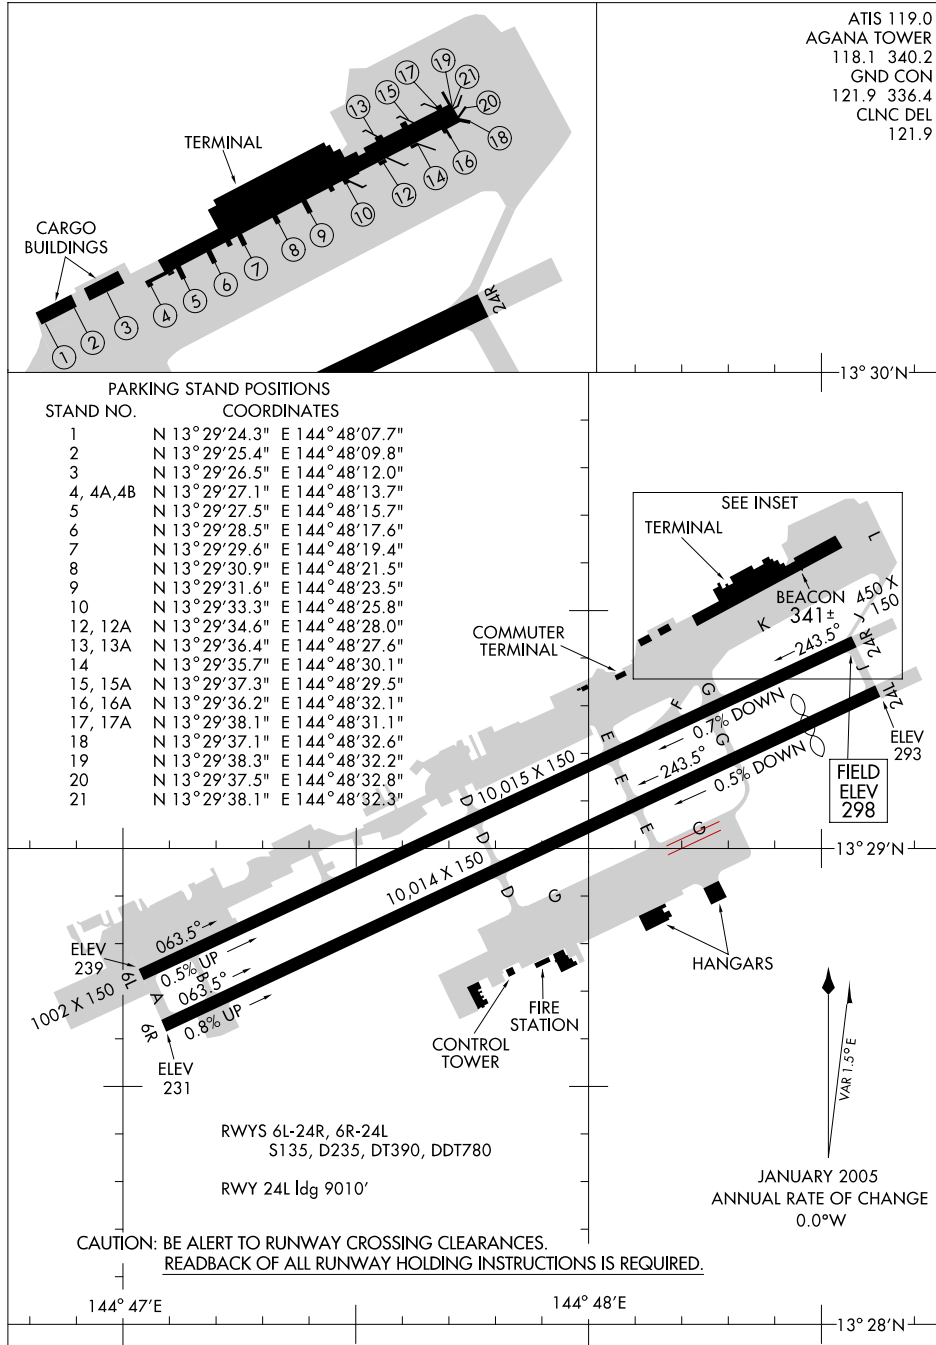 ATIS 119.0
AGANA TOWER
118.1 340.2
GND CON
121.9 336.4
CLNC DEL
121.9
TERMINAL
CARGO
BUILDINGS
1
2
3
4
5
6
7
8
9
10
12
13
14
15
16
17
18
19
20
21
24R
13°30'N
PARKING STAND POSITIONS
STAND NO. COORDINATES
1 N 13°29'24.3" E 144°48'07.7"
2 N 13°29'25.4" E 144°48'09.8"
3 N 13°29'26.5" E 144°48'12.0"
4, 4A,4B N 13°29'27.1" E 144°48'13.7"
5 N 13°29'27.5" E 144°48'15.7"
6 N 13°29'28.5" E 144°48'17.6"
7 N 13°29'29.6" E 144°48'19.4"
8 N 13°29'30.9" E 144°48'21.5"
9 N 13°29'31.6" E 144°48'23.5"
10 N 13°29'33.3" E 144°48'25.8"
12, 12A N 13°29'34.6" E 144°48'28.0"
13, 13A N 13°29'36.4" E 144°48'27.6"
14 N 13°29'35.7" E 144°48'30.1"
15, 15A N 13°29'37.3" E 144°48'29.5"
16, 16A N 13°29'36.2" E 144°48'32.1"
17, 17A N 13°29'38.1" E 144°48'31.1"
18 N 13°29'37.1" E 144°48'32.6"
19 N 13°29'38.3" E 144°48'32.2"
20 N 13°29'37.5" E 144°48'32.8"
21 N 13°29'38.1" E 144°48'32.3"
SEE INSET
TERMINAL
L
BEACON
341±
450 X
150
K
J
J
243.5°
24R
24L
COMMUTER
TERMINAL
G
F
0.7% DOWN
G
E
243.5°
E
0.5% DOWN
ELEV
293
FIELD
ELEV
298
10,015 X 150
D
D
D
E
G
13°29'N
10,014 X 150
D
G
HANGARS
063.5°
ELEV
239
0.5% UP
B
063.5°
6L
A
1002 X 150
0.8% UP
6R
ELEV
231
FIRE
STATION
CONTROL
TOWER
VAR 1.5°E
RWYS 6L-24R, 6R-24L
S135, D235, DT390, DDT780
RWY 24L ldg 9010'
JANUARY 2005
ANNUAL RATE OF CHANGE
0.0°W
CAUTION: BE ALERT TO RUNWAY CROSSING CLEARANCES.
READBACK OF ALL RUNWAY HOLDING INSTRUCTIONS IS REQUIRED.
144°47'E
144°48'E
13°28'N